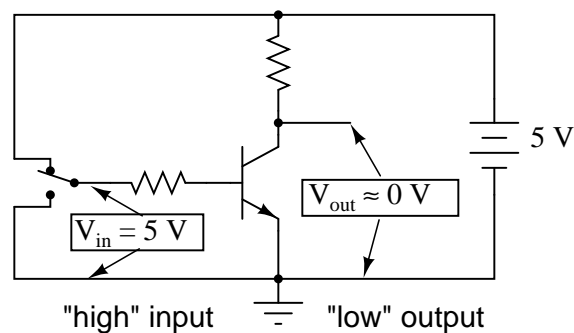 5 V
V_out ≈ 0 V
V_in = 5 V
"high" input
"low" output